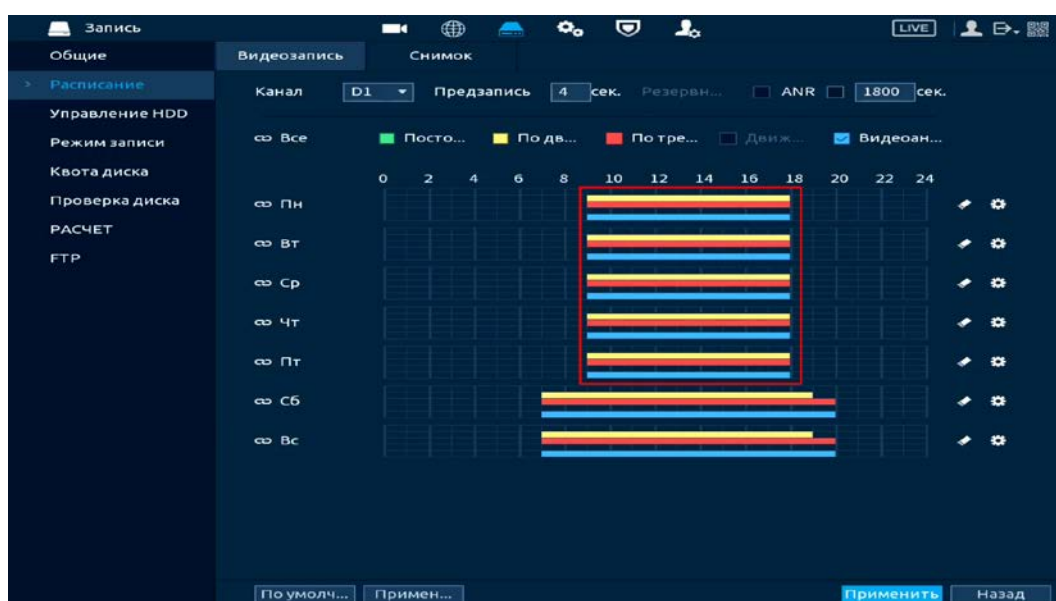 Запись LIVE
Общие
Расписание
Управление HDD
Режим записи
Квота диска
Проверка диска
РАСЧЕТ
FTP
Видеозапись Снимок
Канал D1 Предзапись 4 сек. Резервн... ANR 1800 сек.
Все Посто... По дв... По тре... Движ... Видеоан...
0 2 4 6 8 10 12 14 16 18 20 22 24
Пн
Вт
Ср
Чт
Пт
Сб
Вс
По умолч... Примен... Применить Назад